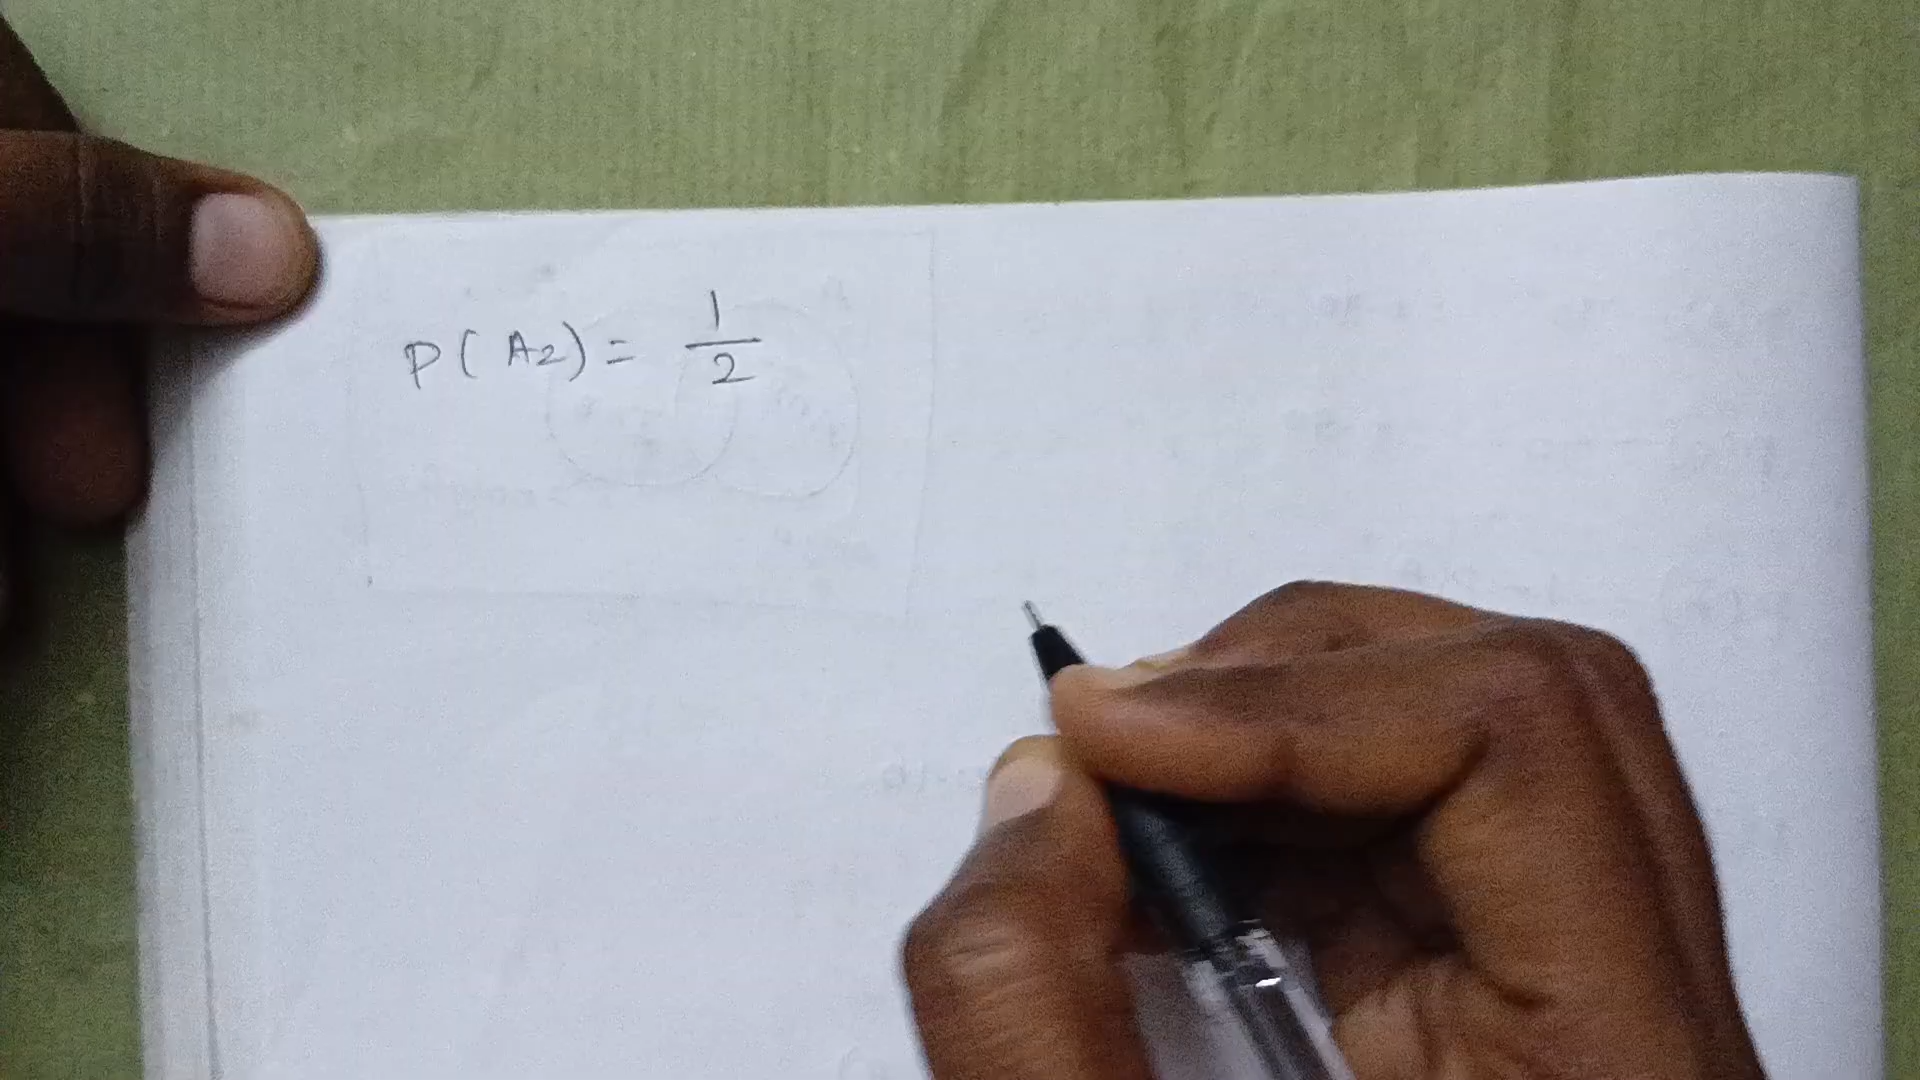 P(A2) = 1/2